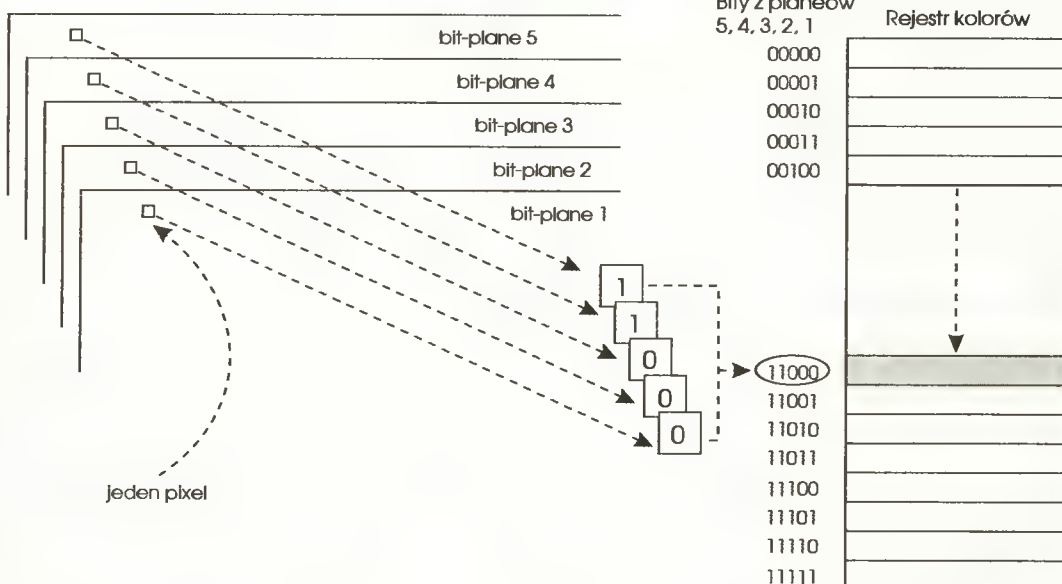 bit-plane 5
bit-plane 4
bit-plane 3
bit-plane 2
bit-plane 1
1
1
0
0
0
jeden pixel
Bity z planeów
5, 4, 3, 2, 1
Rejestr kolorów
00000
00001
00010
00011
00100
11000
11001
11010
11011
11100
11101
11110
11111